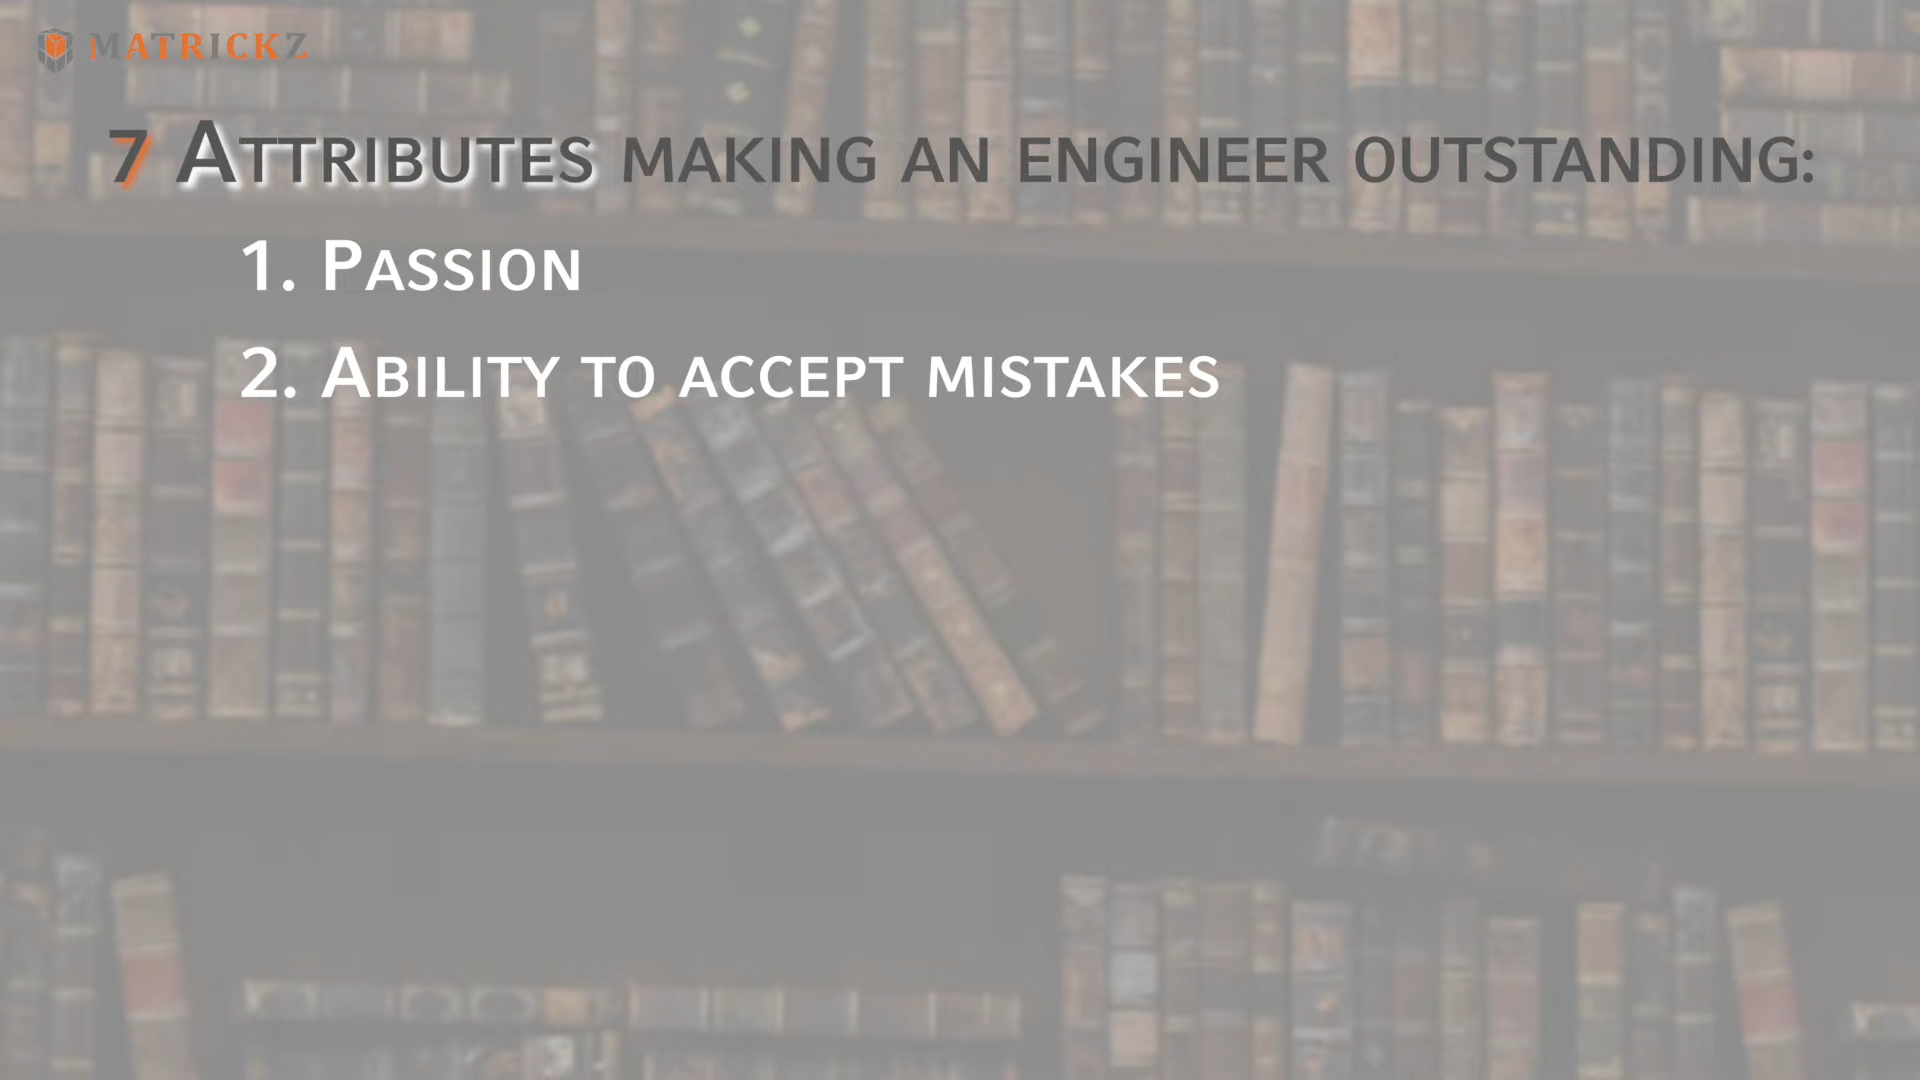 MATRICKZ
7 ATTRIBUTES MAKING AN ENGINEER OUTSTANDING:
1. PASSION
2. ABILITY TO ACCEPT MISTAKES